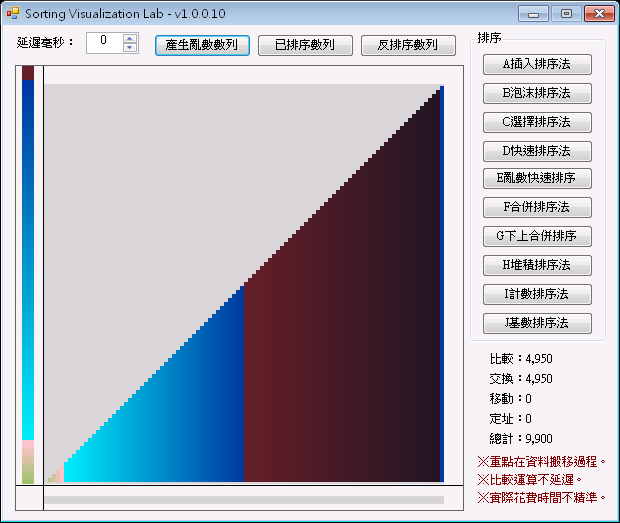 Sorting Visualization Lab - v1.0.0.10
延遲毫秒： 0 產生亂數數列 已排序數列 反排序數列
排序
A插入排序法
B泡沫排序法
C選擇排序法
D快速排序法
E亂數快速排序
F合併排序法
G下上合併排序
H堆積排序法
I計數排序法
J基數排序法
比較：4,950
交換：4,950
移動：0
定址：0
總計：9,900
※重點在資料搬移過程。
※比較運算不延遲。
※實際花費時間不精準。